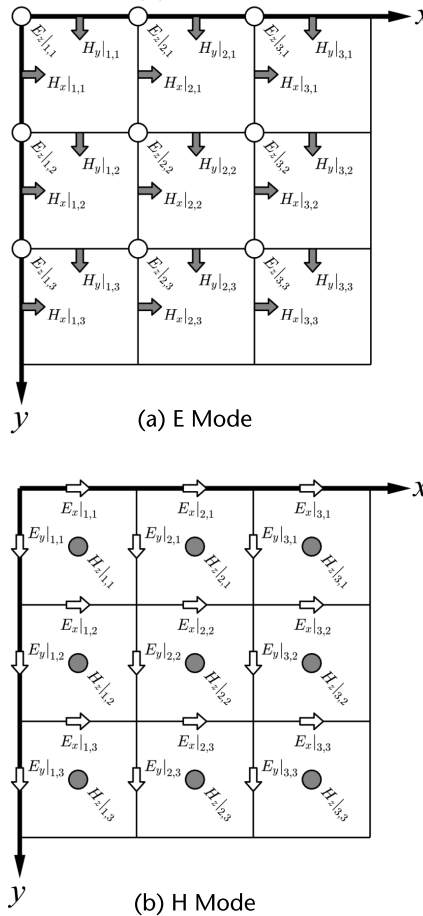 x
E_z|1,1 H_y|1,1 E_z|2,1 H_y|2,1 E_z|3,1 H_y|3,1
H_x|1,1 H_x|2,1 H_x|3,1
E_z|1,2 H_y|1,2 E_z|2,2 H_y|2,2 E_z|3,2 H_y|3,2
H_x|1,2 H_x|2,2 H_x|3,2
E_z|1,3 H_y|1,3 E_z|2,3 H_y|2,3 E_z|3,3 H_y|3,3
H_x|1,3 H_x|2,3 H_x|3,3
y
(a) E Mode
x
E_x|1,1 E_x|2,1 E_x|3,1
E_y|1,1 H_z|1,1 E_y|2,1 H_z|2,1 E_y|3,1 H_z|3,1
E_x|1,2 E_x|2,2 E_x|3,2
E_y|1,2 H_z|1,2 E_y|2,2 H_z|2,2 E_y|3,2 H_z|3,2
E_x|1,3 E_x|2,3 E_x|3,3
E_y|1,3 H_z|1,3 E_y|2,3 H_z|2,3 E_y|3,3 H_z|3,3
y
(b) H Mode